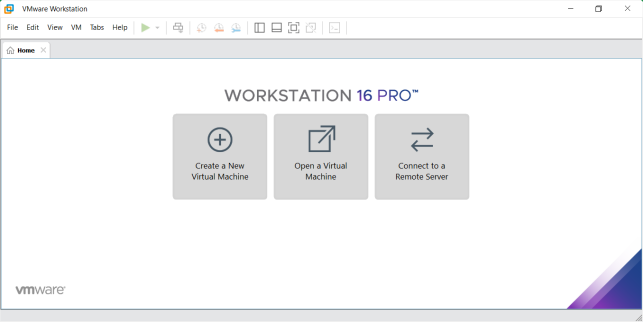 VMware Workstation
File Edit View VM Tabs Help
Home
WORKSTATION 16 PRO™
Create a New
Virtual Machine
Open a Virtual
Machine
Connect to a
Remote Server
vmware®